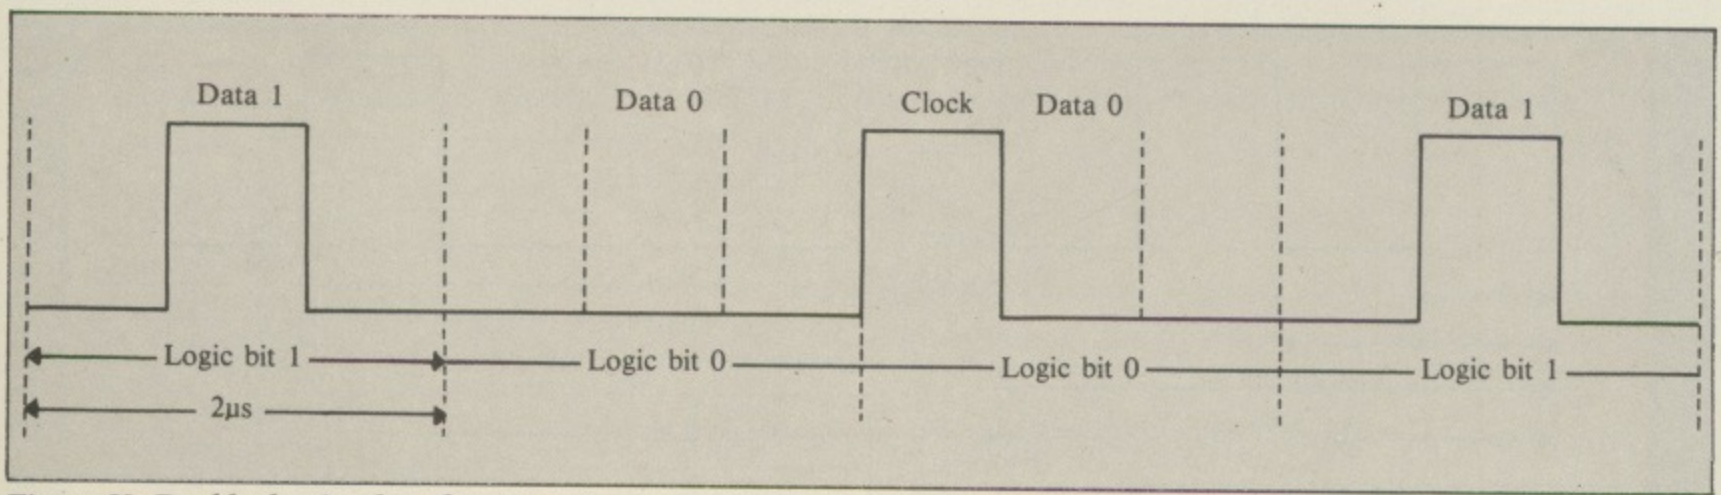 Data 1
Data 0
Clock
Data 0
Data 1
Logic bit 1
Logic bit 0
Logic bit 0
Logic bit 1
2µs